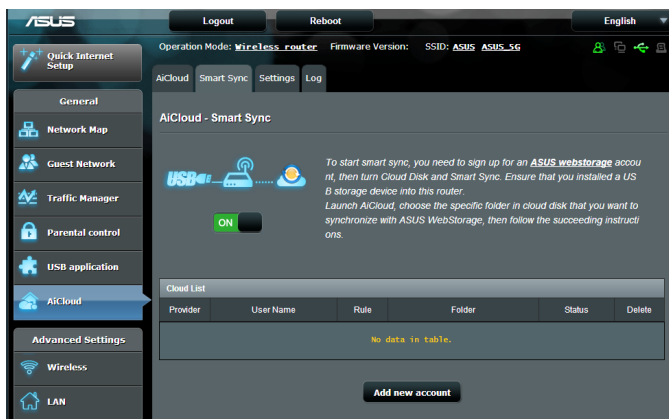 ASUS
Logout
Reboot
English
Quick Internet
Setup
Operation Mode: Wireless router Firmware Version: SSID: ASUS ASUS_5G
AiCloud
Smart Sync
Settings
Log
General
Network Map
Guest Network
Traffic Manager
Parental control
USB application
AiCloud
Advanced Settings
Wireless
LAN
AiCloud - Smart Sync
USB
ON
To start smart sync, you need to sign up for an ASUS webstorage accou
nt, then turn Cloud Disk and Smart Sync. Ensure that you installed a US
B storage device into this router.
Launch AiCloud, choose the specific folder in cloud disk that you want to
synchronize with ASUS WebStorage, then follow the succeeding instructi
ons.
Cloud List
Provider User Name Rule Folder Status Delete
No data in table.
Add new account